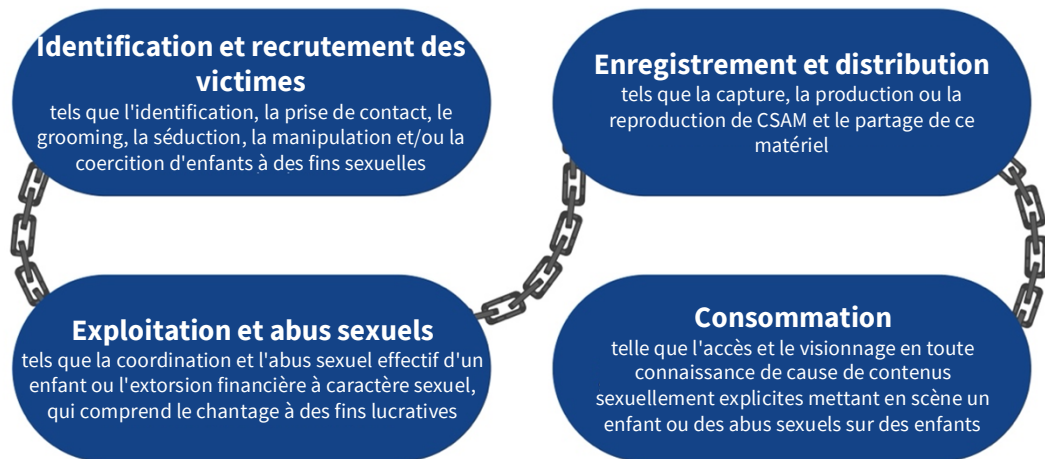 Identification et recrutement des
victimes
tels que l'identification, la prise de contact, le
grooming, la séduction, la manipulation et/ou la
coercition d'enfants à des fins sexuelles
Exploitation et abus sexuels
tels que la coordination et l'abus sexuel effectif d'un
enfant ou l'extorsion financière à caractère sexuel,
qui comprend le chantage à des fins lucratives
Enregistrement et distribution
tels que la capture, la production ou la
reproduction de CSAM et le partage de ce
matériel
Consommation
telle que l'accès et le visionnage en toute
connaissance de cause de contenus
sexuellement explicites mettant en scène un
enfant ou des abus sexuels sur des enfants